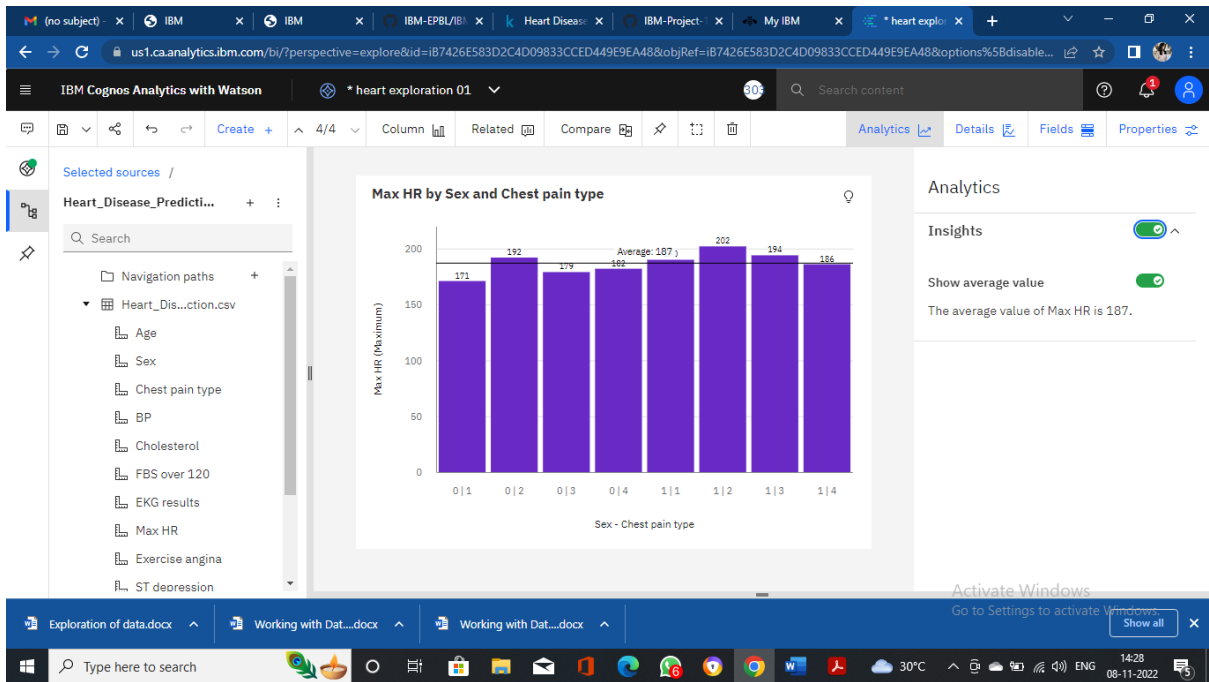 (no subject) -
IBM
IBM
IBM-EPBL/IBM
Heart Disease
IBM-Project-1
My IBM
* heart explor
us1.ca.analytics.ibm.com/bi/?perspective=explore&id=iB7426E583D2C4D09833CCED449E9EA48&objRef=iB7426E583D2C4D09833CCED449E9EA48&options%5Bdisable...
IBM Cognos Analytics with Watson
* heart exploration 01
303
Search content
1
Create +
4/4
Column
Related
Compare
Analytics
Details
Fields
Properties
Selected sources /
Heart_Disease_Predicti...
Search
Navigation paths
Heart_Dis...ction.csv
Age
Sex
Chest pain type
BP
Cholesterol
FBS over 120
EKG results
Max HR
Exercise angina
ST depression
Max HR by Sex and Chest pain type
Max HR (Maximum)
200
150
100
50
0
171
192
179
182
Average: 187
202
194
186
0|1
0|2
0|3
0|4
1|1
1|2
1|3
1|4
Sex - Chest pain type
Analytics
Insights
Show average value
The average value of Max HR is 187.
Activate Windows
Go to Settings to activate Windows.
Exploration of data.docx
Working with Dat....docx
Working with Dat....docx
Show all
Type here to search
6
30°C
ENG
14:28
08-11-2022
5